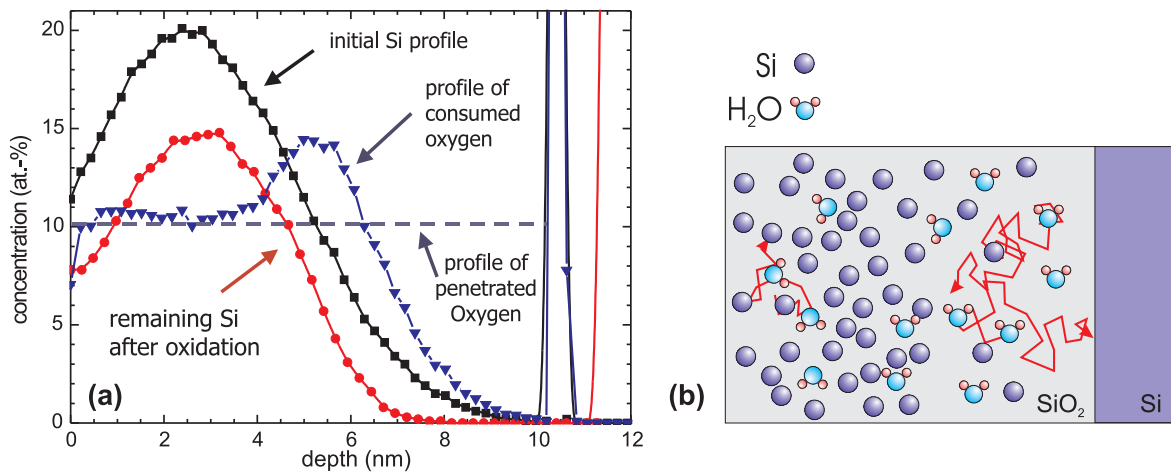 20
15
10
5
0
0
2
4
6
8
10
12
concentration (at.-%)
depth (nm)
initial Si profile
profile of
consumed
oxygen
profile of
penetrated
Oxygen
remaining Si
after oxidation
(a)
Si
H₂O
SiO₂
Si
(b)